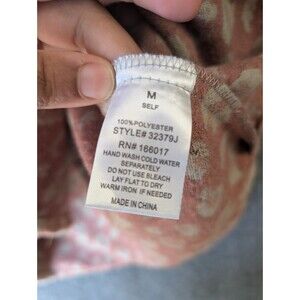 M
SELF
100%POLYESTER
STYLE# 32379J
RN# 166017
HAND WASH COLD WATER
SEPARATELY
DO NOT USE BLEACH
LAY FLAT TO DRY
WARM IRON IF NEEDED
MADE IN CHINA